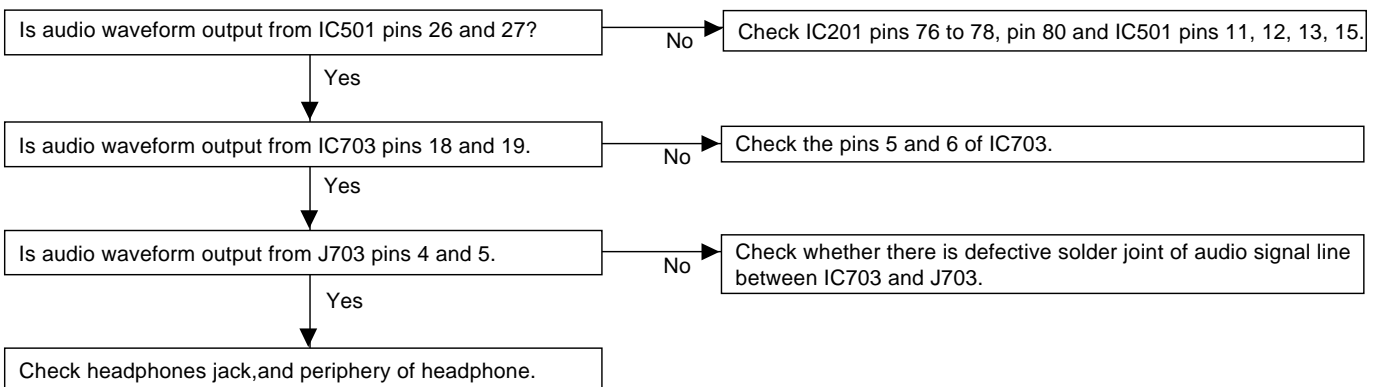 Is audio waveform output from IC501 pins 26 and 27?
No
Check IC201 pins 76 to 78, pin 80 and IC501 pins 11, 12, 13, 15.
Yes
Is audio waveform output from IC703 pins 18 and 19.
No
Check the pins 5 and 6 of IC703.
Yes
Is audio waveform output from J703 pins 4 and 5.
No
Check whether there is defective solder joint of audio signal line
between IC703 and J703.
Yes
Check headphones jack,and periphery of headphone.